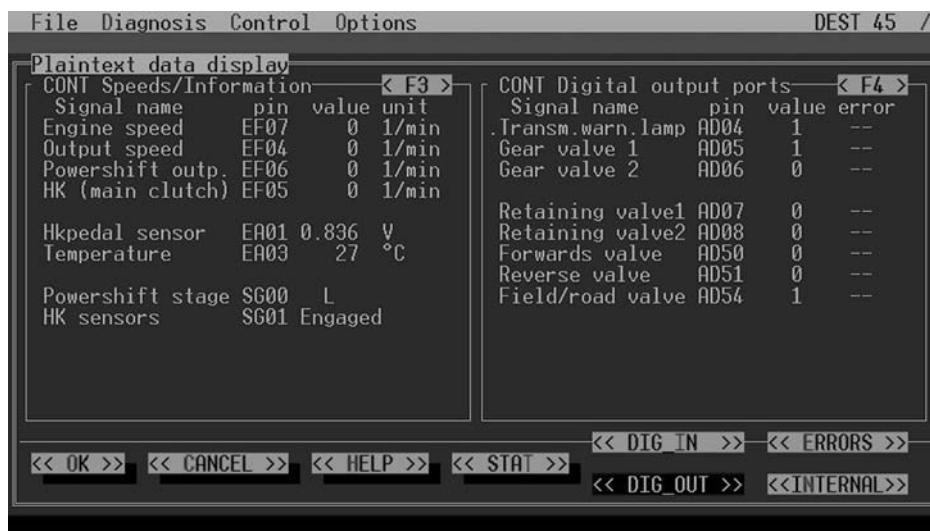 File Diagnosis Control Options DEST 45 /
Plaintext data display
CONT Speeds/Information < F3 >
Signal name pin value unit
Engine speed EF07 0 1/min
Output speed EF04 0 1/min
Powershift outp. EF06 0 1/min
HK (main clutch) EF05 0 1/min
Hkpedal sensor EA01 0.836 V
Temperature EA03 27 °C
Powershift stage SG00 L
HK sensors SG01 Engaged
CONT Digital output ports < F4 >
Signal name pin value error
.Transm.warn.lamp AD04 1 --
Gear valve 1 AD05 1 --
Gear valve 2 AD06 0 --
Retaining valve1 AD07 0 --
Retaining valve2 AD08 0 --
Forwards valve AD50 0 --
Reverse valve AD51 0 --
Field/road valve AD54 1 --
<< DIG_IN >> << ERRORS >>
<< OK >> << CANCEL >> << HELP >> << STAT >>
<< DIG_OUT >> <<INTERNAL>>